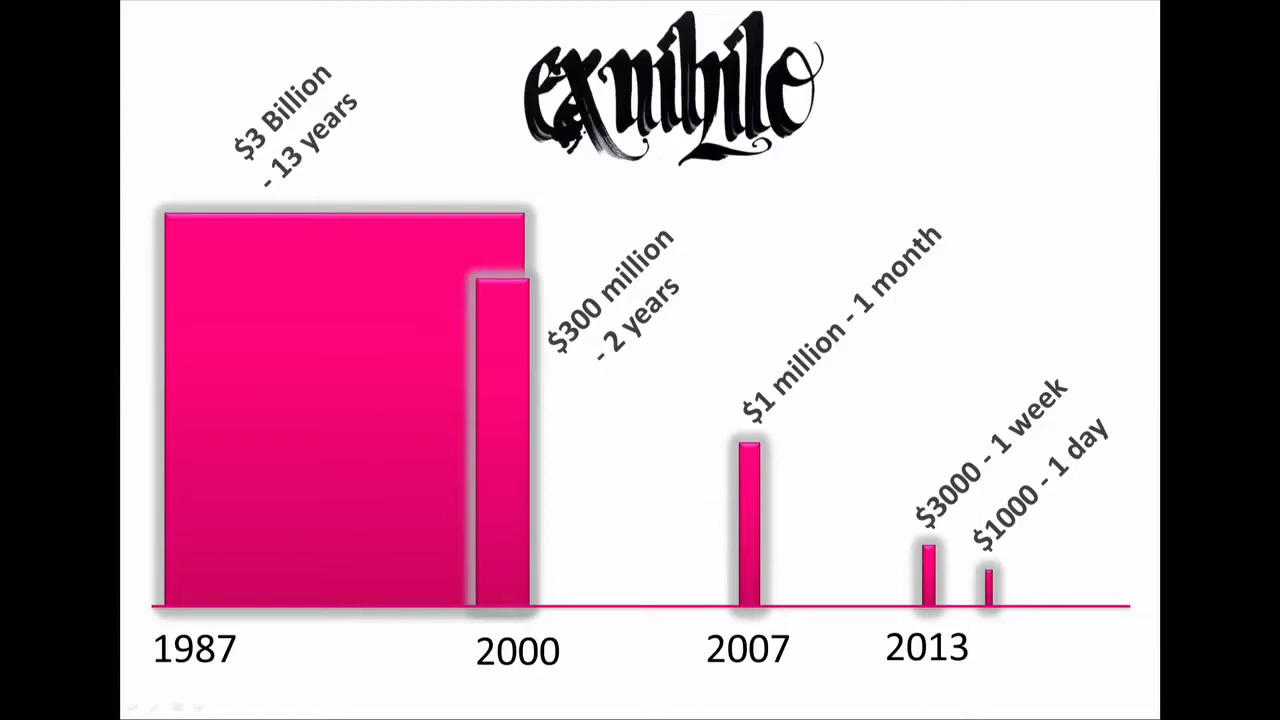 exnihilo
$3 Billion
- 13 years
$300 million
- 2 years
$1 million - 1 month
$3000 - 1 week
$1000 - 1 day
1987
2000
2007
2013